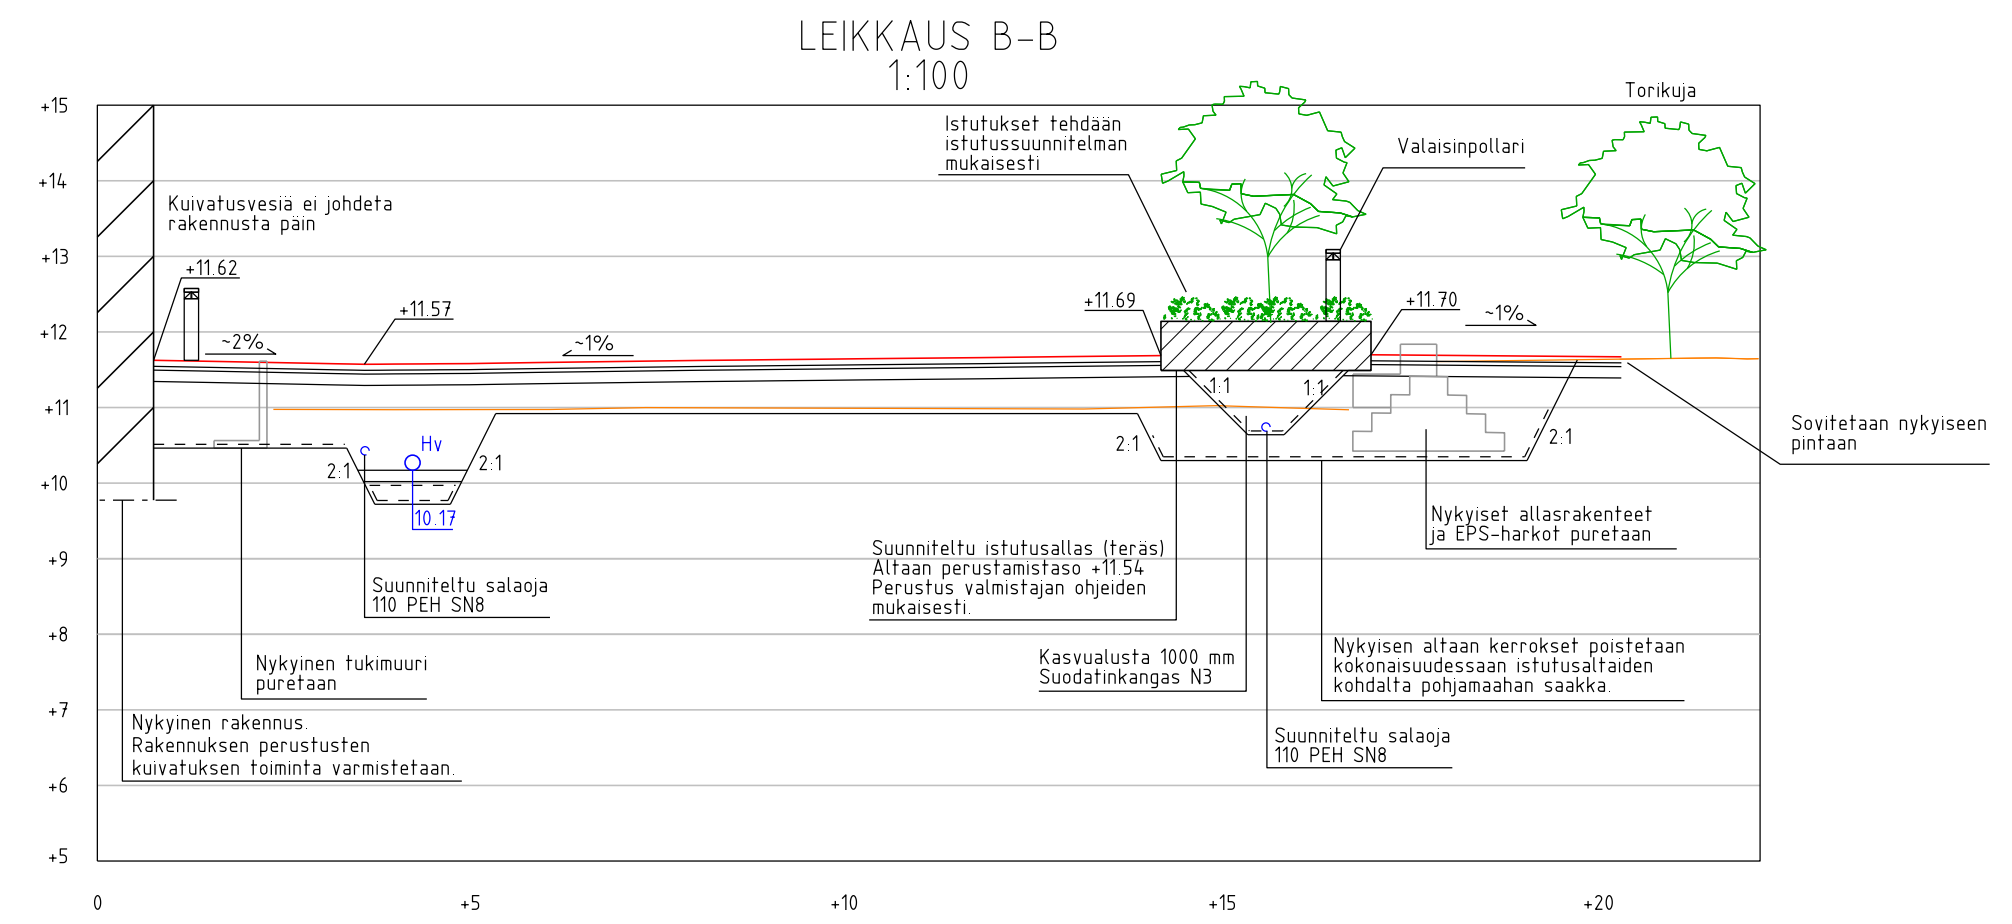 LEIKKAUS B-B
1:100
Torikuja
+15
+14
+13
+12
+11
+10
+9
+8
+7
+6
+5
0
+5
+10
+15
+20
Istutukset tehdään
istutussuunnitelman
mukaisesti
Valaisinpollari
Kuivatusvesiä ei johdeta
rakennusta päin
+11.62
+11.57
+11.69
+11.70
~2%
~1%
~1%
1:1
1:1
Sovitetaan nykyiseen
pintaan
Hv
2:1
2:1
2:1
2:1
10.17
Nykyiset allasrakenteet
ja EPS-harkot puretaan
Suunniteltu istutusallas (teräs)
Altaan perustamistaso +11.54
Perustus valmistajan ohjeiden
mukaisesti.
Suunniteltu salaoja
110 PEH SN8
Nykyisen altaan kerrokset poistetaan
kokonaisuudessaan istutusaltaiden
kohdalta pohjamaahan saakka.
Kasvualusta 1000 mm
Suodatinkangas N3
Nykyinen tukimuuri
puretaan
Nykyinen rakennus.
Rakennuksen perustusten
kuivatuksen toiminta varmistetaan.
Suunniteltu salaoja
110 PEH SN8